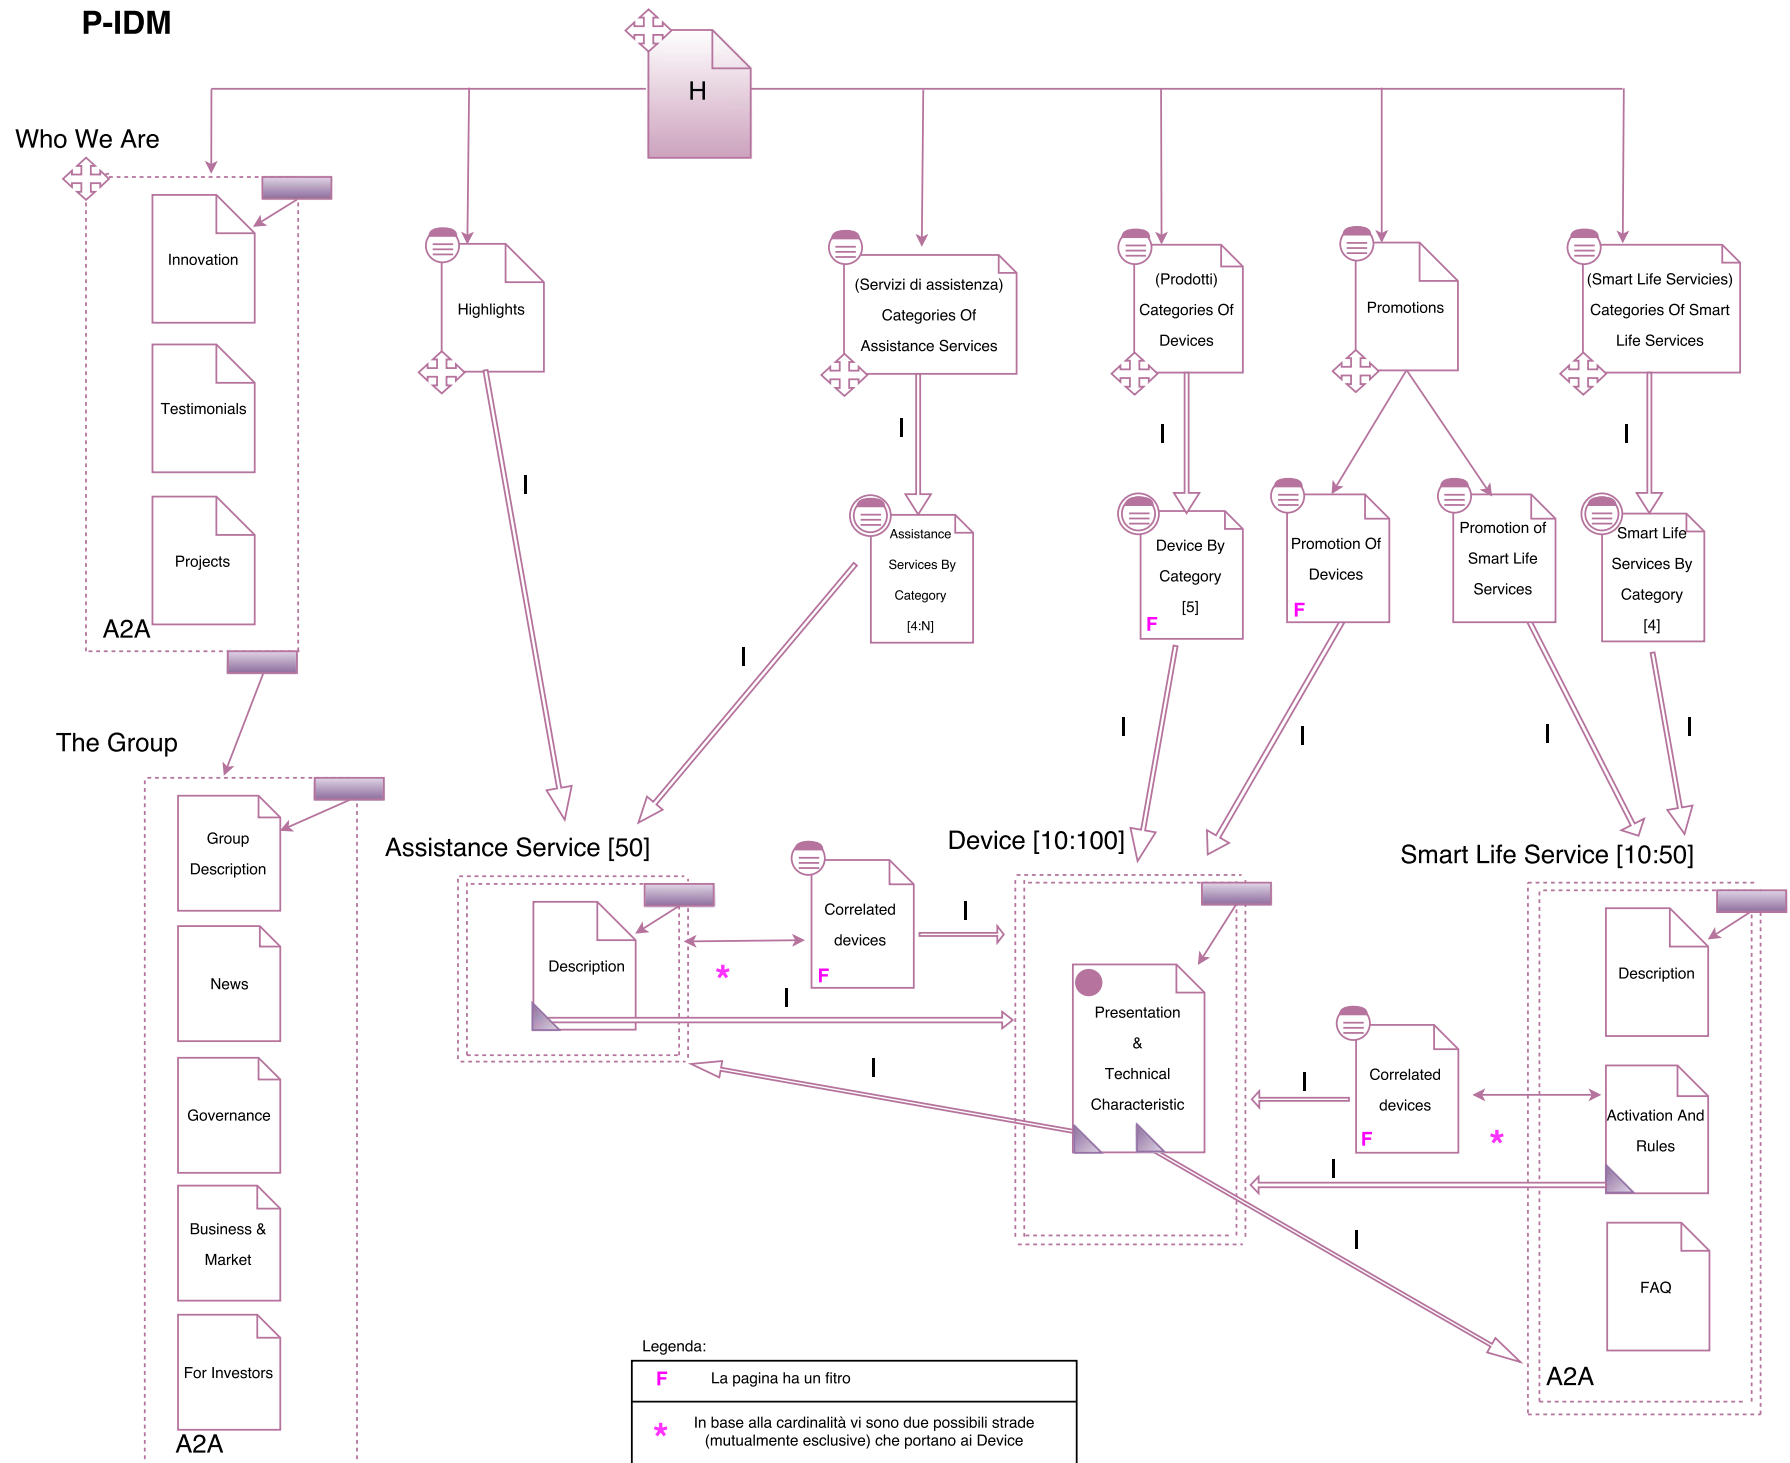 P-IDM
H
Who We Are
Innovation
Testimonials
Projects
A2A
Highlights
(Servizi di assistenza)
Categories Of
Assistance Services
(Prodotti)
Categories Of
Devices
Promotions
(Smart Life Servicies)
Categories Of Smart
Life Services
I
I
I
I
Assistance
Services By
Category
[4:N]
Device By
Category
[5]
F
Promotion Of
Devices
F
Promotion of
Smart Life
Services
Smart Life
Services By
Category
[4]
I
I
I
I
I
The Group
Group
Description
News
Governance
Business &
Market
For Investors
A2A
Assistance Service [50]
Description
Correlated
devices
F
*
I
I
I
Device [10:100]
Presentation
&
Technical
Characteristic
Smart Life Service [10:50]
Description
Correlated
devices
F
*
I
I
I
Activation And
Rules
FAQ
A2A
Legenda:
F La pagina ha un fitro
* In base alla cardinalità vi sono due possibili strade
(mutualmente esclusive) che portano ai Device